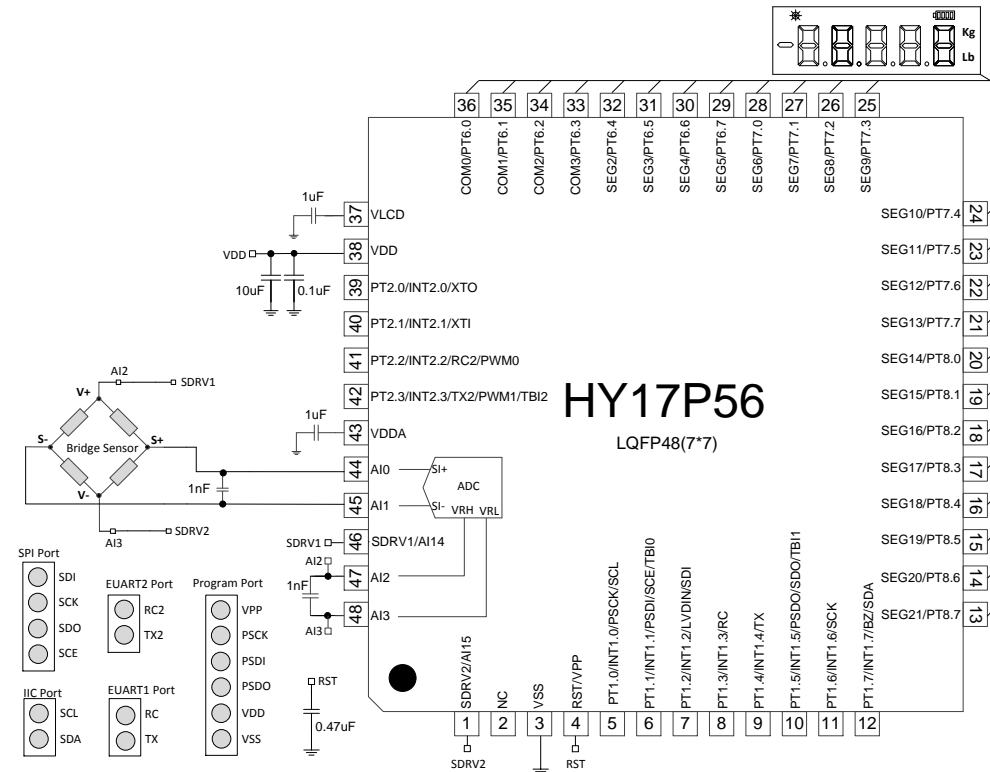 Kg
Lb
36
35
34
33
32
31
30
29
28
27
26
25
COM0/PT6.0
COM1/PT6.1
COM2/PT6.2
COM3/PT6.3
SEG2/PT6.4
SEG3/PT6.5
SEG4/PT6.6
SEG5/PT6.7
SEG6/PT7.0
SEG7/PT7.1
SEG8/PT7.2
SEG9/PT7.3
1uF
37 VLCD
VDD
38 VDD
10uF
0.1uF
39 PT2.0/INT2.0/XTO
40 PT2.1/INT2.1/XTI
41 PT2.2/INT2.2/RC2/PWM0
42 PT2.3/INT2.3/TX2/PWM1/TBI2
1uF
43 VDDA
44 AI0
45 AI1
SDRV1
46 SDRV1/AI14
AI2
47 AI2
1nF
48 AI3
AI3
SI+
SI-
ADC
VRH
VRL
HY17P56
LQFP48(7*7)
SEG10/PT7.4 24
SEG11/PT7.5 23
SEG12/PT7.6 22
SEG13/PT7.7 21
SEG14/PT8.0 20
SEG15/PT8.1 19
SEG16/PT8.2 18
SEG17/PT8.3 17
SEG18/PT8.4 16
SEG19/PT8.5 15
SEG20/PT8.6 14
SEG21/PT8.7 13
AI2
SDRV1
V+
S-
Bridge Sensor
S+
V-
1nF
AI3
SDRV2
SPI Port
SDI
SCK
SDO
SCE
EUART2 Port
RC2
TX2
Program Port
VPP
PSCK
PSDI
PSDO
VDD
VSS
IIC Port
SCL
SDA
EUART1 Port
RC
TX
RST
0.47uF
SDRV2/AI15
NC
VSS
RST/VPP
PT1.0/INT1.0/PSCK/SCL
PT1.1/INT1.1/PSDI/SCE/TBI0
PT1.2/INT1.2/LVDIN/SDI
PT1.3/INT1.3/RC
PT1.4/INT1.4/TX
PT1.5/INT1.5/PSDO/SDO/TBI1
PT1.6/INT1.6/SCK
PT1.7/INT1.7/BZ/SDA
1
2
3
4
5
6
7
8
9
10
11
12
SDRV2
RST